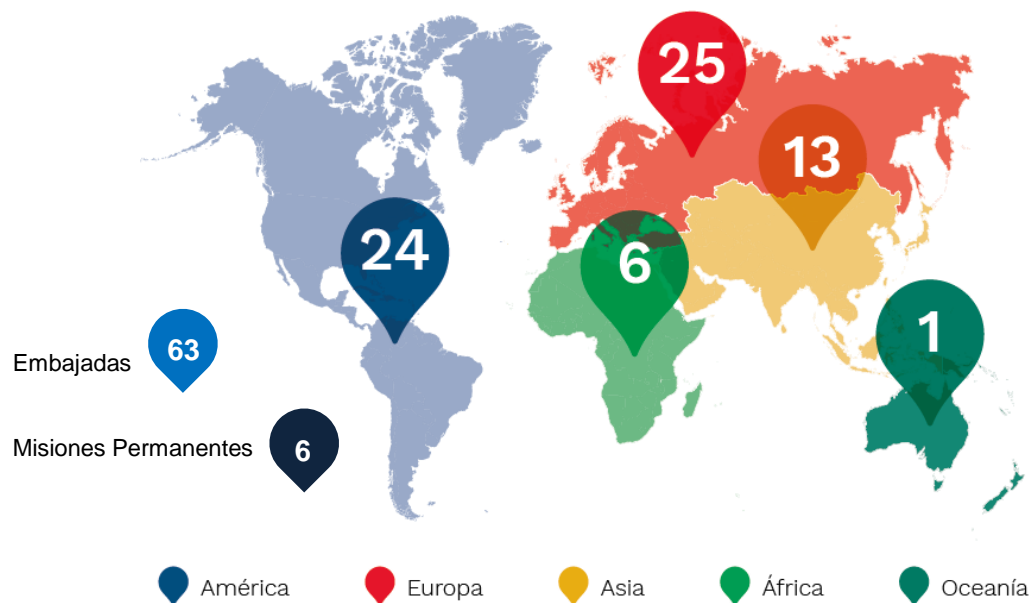 25
13
24
6
1
Embajadas 63
Misiones Permanentes 6
América Europa Asia África Oceanía